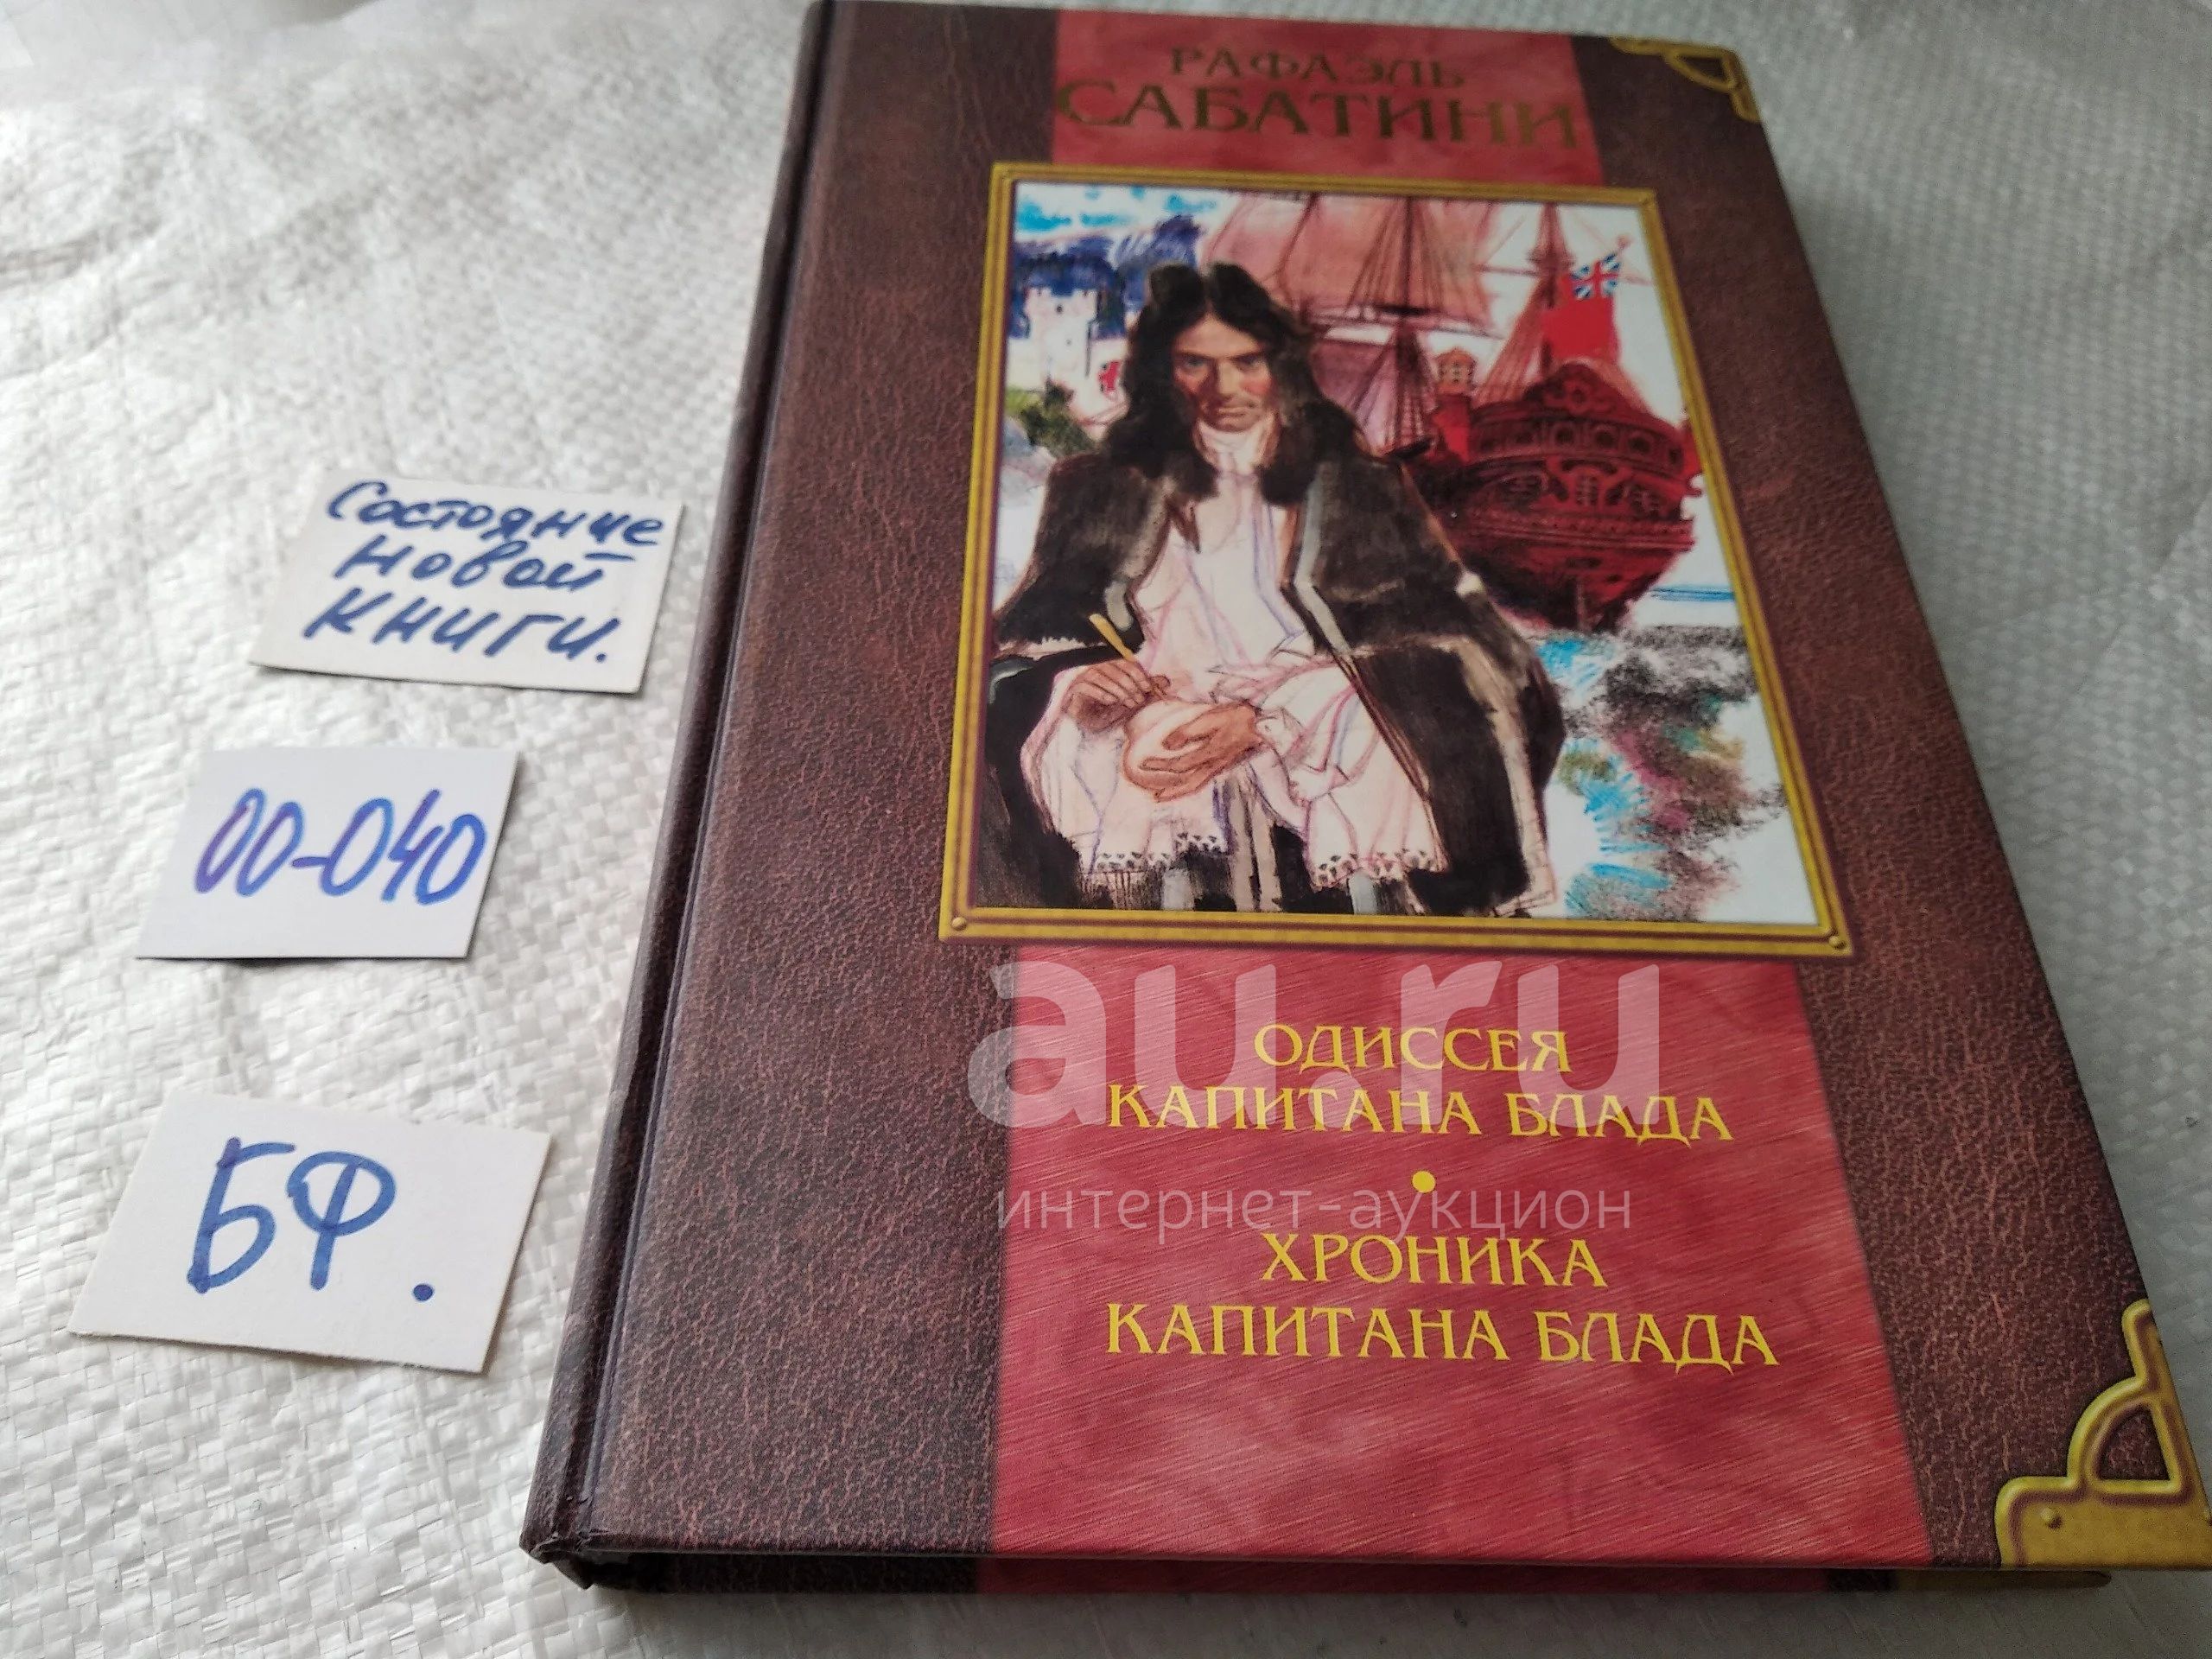 РАФАЭЛЬ
САБАТИНИ
Состояние
новой
книги.
00-040
БФ.
au.ru
ОДИССЕЯ
КАПИТАНА БЛАДА
•
интернет-аукцион
ХРОНИКА
КАПИТАНА БЛАДА